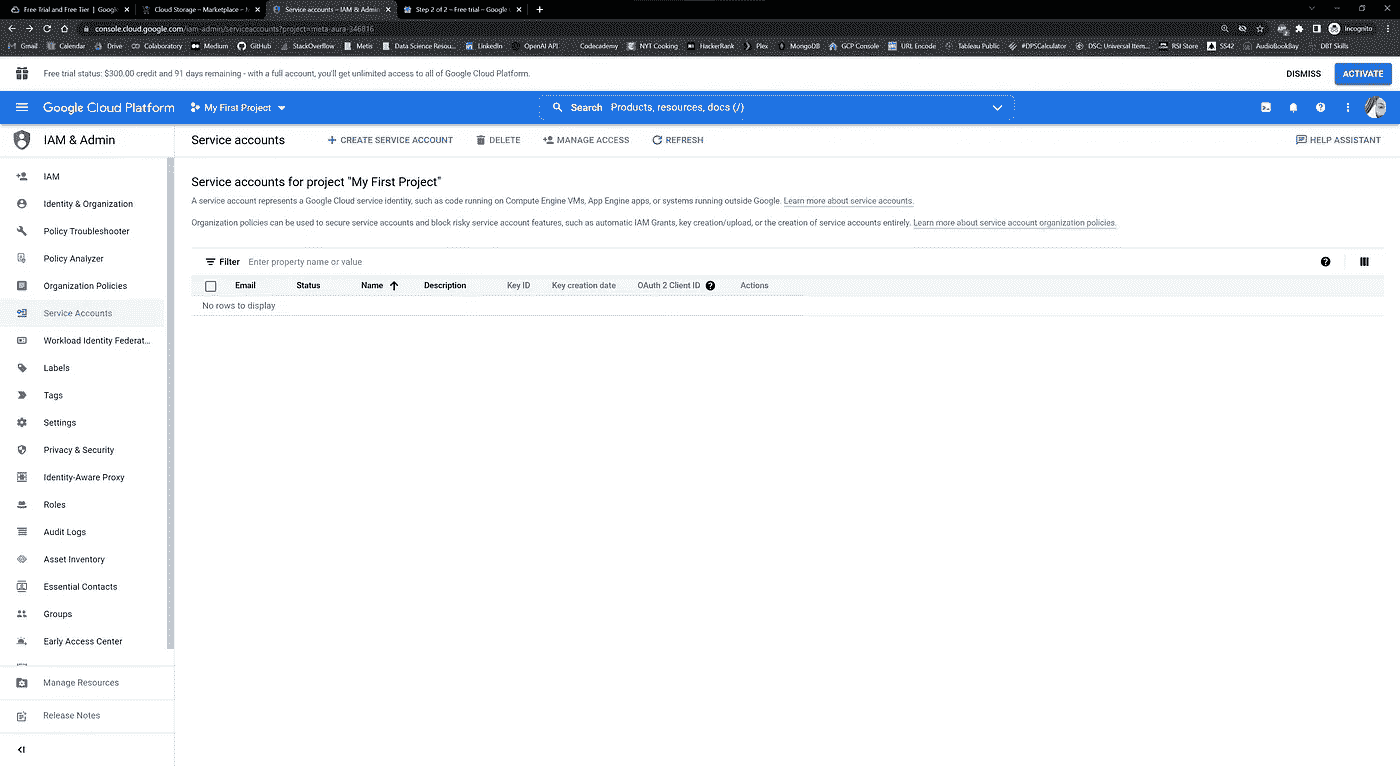 Free Trial and Free Tier | Googl
Cloud Storage – Marketplace –
Service accounts – IAM & Admin
Step 2 of 2 – Free trial – Google
console.cloud.google.com/iam-admin/serviceaccounts?project=meta-aura-346816
Incognito
Gmail Calendar Drive Colaboratory Medium GitHub StackOverflow Metis Data Science Resou... LinkedIn OpenAI API Codecademy NYT Cooking HackerRank Plex MongoDB GCP Console URL Encode Tableau Public #DPSCalculator DSC: Universal Item... RSI Store SS42 AudioBookBay DBT Skills
Free trial status: $300.00 credit and 91 days remaining - with a full account, you'll get unlimited access to all of Google Cloud Platform.
DISMISS
ACTIVATE
Google Cloud Platform
My First Project
Search Products, resources, docs (/)
IAM & Admin
Service accounts
CREATE SERVICE ACCOUNT
DELETE
MANAGE ACCESS
REFRESH
HELP ASSISTANT
IAM
Identity & Organization
Policy Troubleshooter
Policy Analyzer
Organization Policies
Service Accounts
Workload Identity Federat...
Labels
Tags
Settings
Privacy & Security
Identity-Aware Proxy
Roles
Audit Logs
Asset Inventory
Essential Contacts
Groups
Early Access Center
Manage Resources
Release Notes
Service accounts for project "My First Project"
A service account represents a Google Cloud service identity, such as code running on Compute Engine VMs, App Engine apps, or systems running outside Google. Learn more about service accounts.
Organization policies can be used to secure service accounts and block risky service account features, such as automatic IAM Grants, key creation/upload, or the creation of service accounts entirely. Learn more about service account organization policies.
Filter Enter property name or value
Email Status Name Description Key ID Key creation date OAuth 2 Client ID Actions
No rows to display